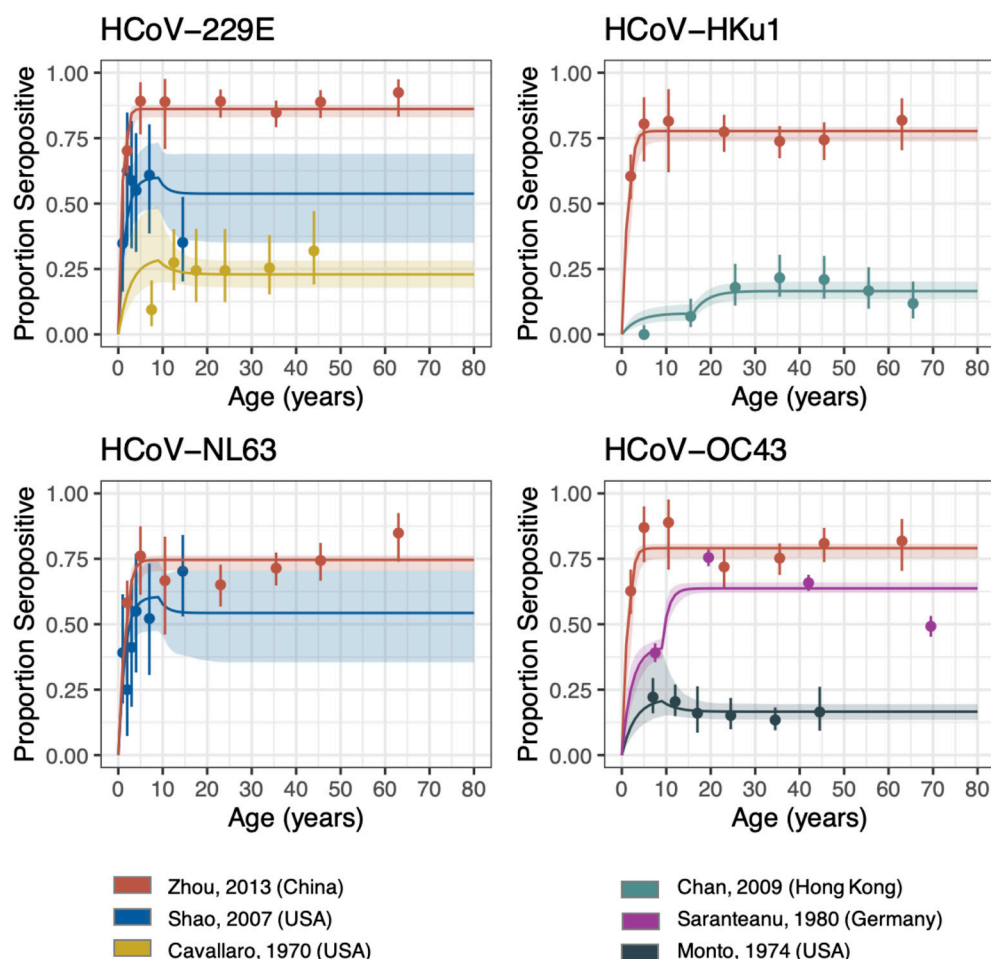 HCoV−229E
Proportion Seropositive
1.00
0.75
0.50
0.25
0.00
0 10 20 30 40 50 60 70 80
Age (years)
HCoV−HKu1
Proportion Seropositive
1.00
0.75
0.50
0.25
0.00
0 10 20 30 40 50 60 70 80
Age (years)
HCoV−NL63
Proportion Seropositive
1.00
0.75
0.50
0.25
0.00
0 10 20 30 40 50 60 70 80
Age (years)
HCoV−OC43
Proportion Seropositive
1.00
0.75
0.50
0.25
0.00
0 10 20 30 40 50 60 70 80
Age (years)
Zhou, 2013 (China)
Shao, 2007 (USA)
Cavallaro, 1970 (USA)
Chan, 2009 (Hong Kong)
Saranteanu, 1980 (Germany)
Monto, 1974 (USA)